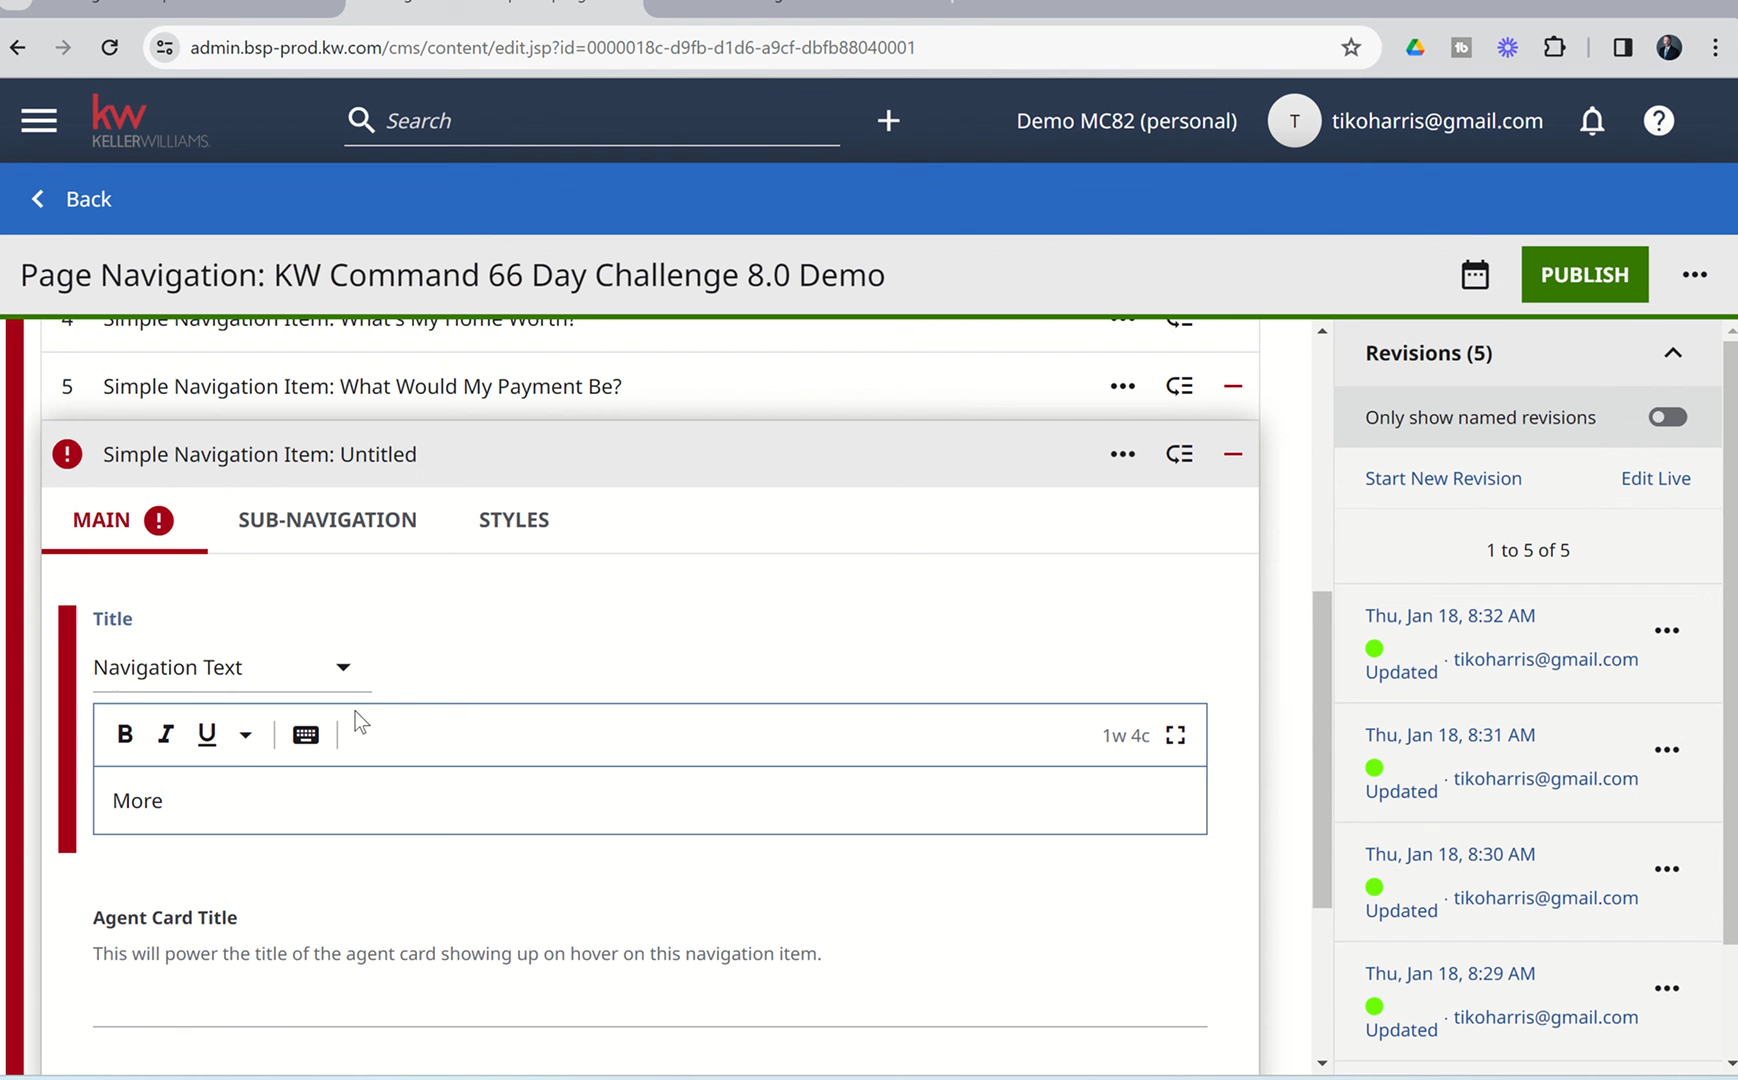 admin.bsp-prod.kw.com/cms/content/edit.jsp?id=0000018c-d9fb-d1d6-a9cf-dbfb88040001
kw
KELLERWILLIAMS.
Search
Demo MC82 (personal)
T
tikoharris@gmail.com
Back
Page Navigation: KW Command 66 Day Challenge 8.0 Demo
PUBLISH
4 Simple Navigation Item: What's My Home Worth?
5 Simple Navigation Item: What Would My Payment Be?
Simple Navigation Item: Untitled
MAIN
SUB-NAVIGATION
STYLES
Title
Navigation Text
B I U
1w 4c
More
Agent Card Title
This will power the title of the agent card showing up on hover on this navigation item.
Revisions (5)
Only show named revisions
Start New Revision
Edit Live
1 to 5 of 5
Thu, Jan 18, 8:32 AM
Updated · tikoharris@gmail.com
Thu, Jan 18, 8:31 AM
Updated · tikoharris@gmail.com
Thu, Jan 18, 8:30 AM
Updated · tikoharris@gmail.com
Thu, Jan 18, 8:29 AM
Updated · tikoharris@gmail.com